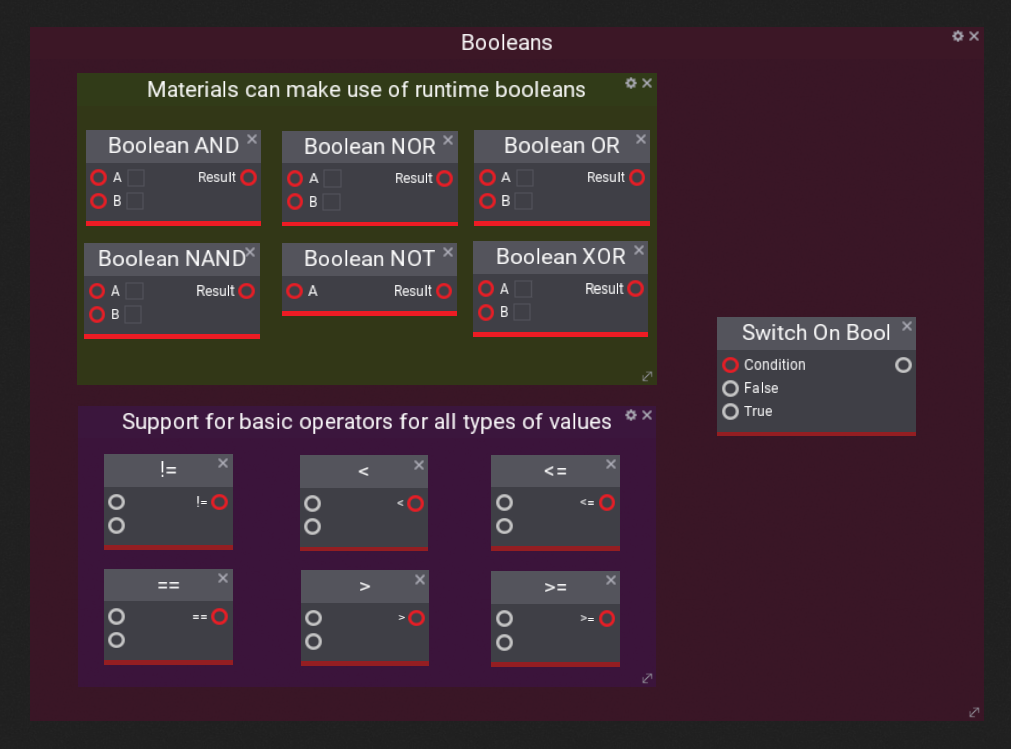 Booleans
Materials can make use of runtime booleans
Boolean AND
A
Result
B
Boolean NOR
A
Result
B
Boolean OR
A
Result
B
Boolean NAND
A
Result
B
Boolean NOT
A
Result
Boolean XOR
A
Result
B
Switch On Bool
Condition
False
True
Support for basic operators for all types of values
!=
!=
<
<
<=
<=
==
==
>
>
>=
>=